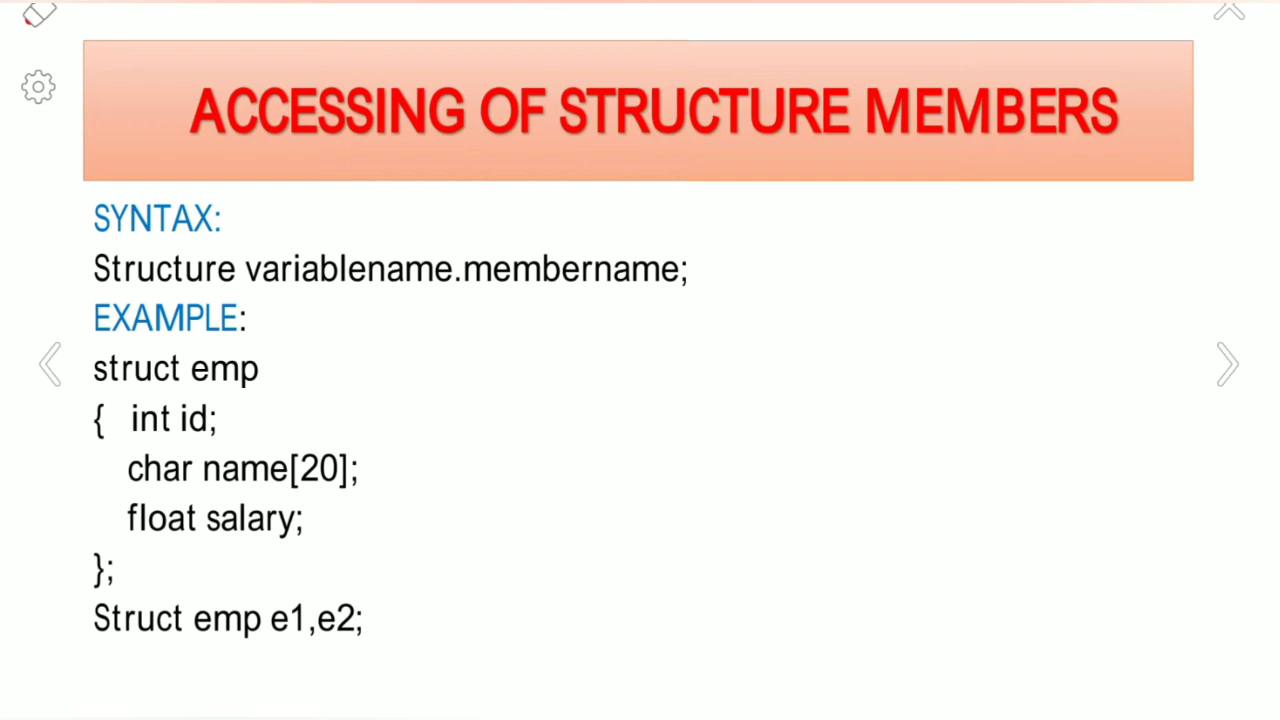 ACCESSING OF STRUCTURE MEMBERS
SYNTAX:
Structure variablename.membername;
EXAMPLE:
struct emp
{ int id;
char name[20];
float salary;
};
Struct emp e1,e2;